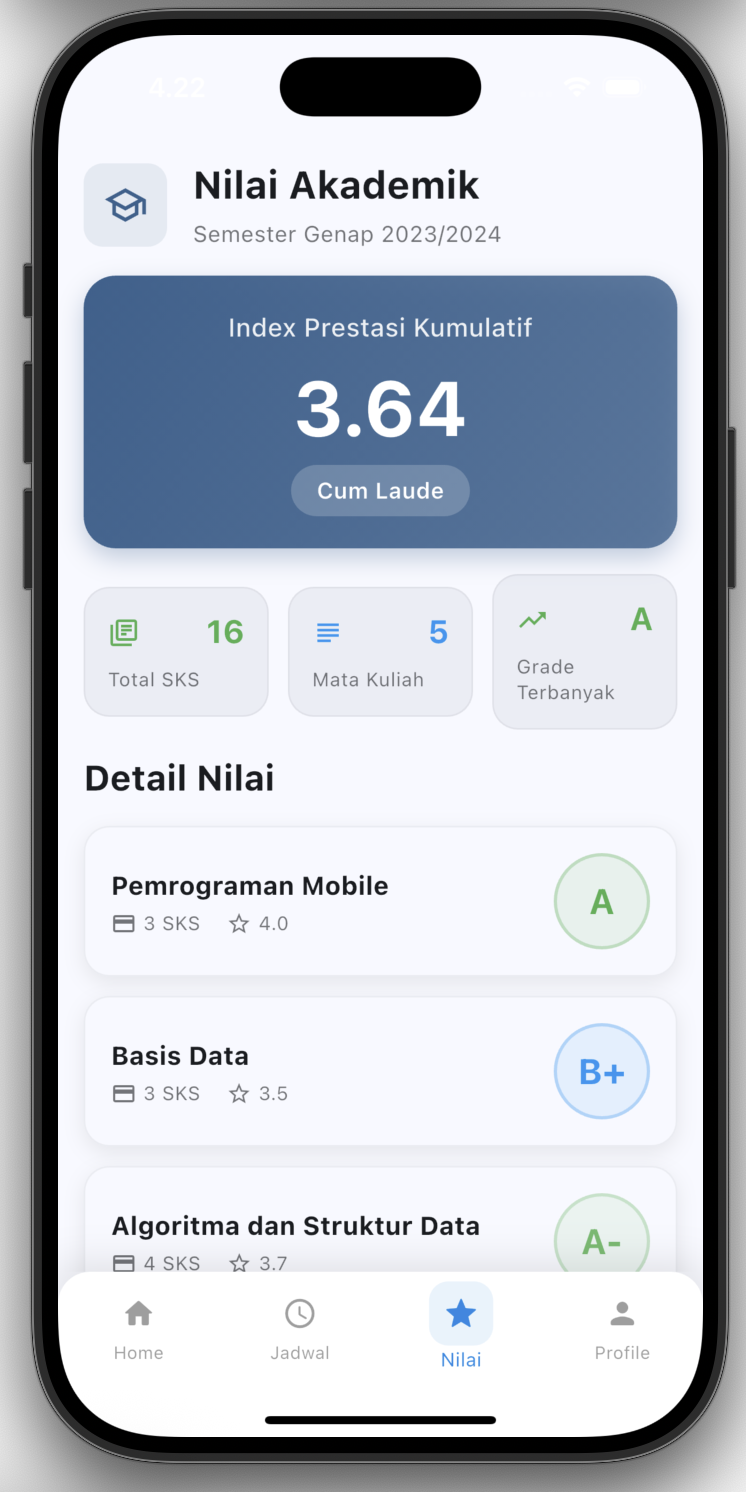 4.22
Nilai Akademik
Semester Genap 2023/2024
Index Prestasi Kumulatif
3.64
Cum Laude
16
Total SKS
5
Mata Kuliah
A
Grade
Terbanyak
Detail Nilai
Pemrograman Mobile
3 SKS 4.0
A
Basis Data
3 SKS 3.5
B+
Algoritma dan Struktur Data
4 SKS 3.7
A-
Home
Jadwal
Nilai
Profile